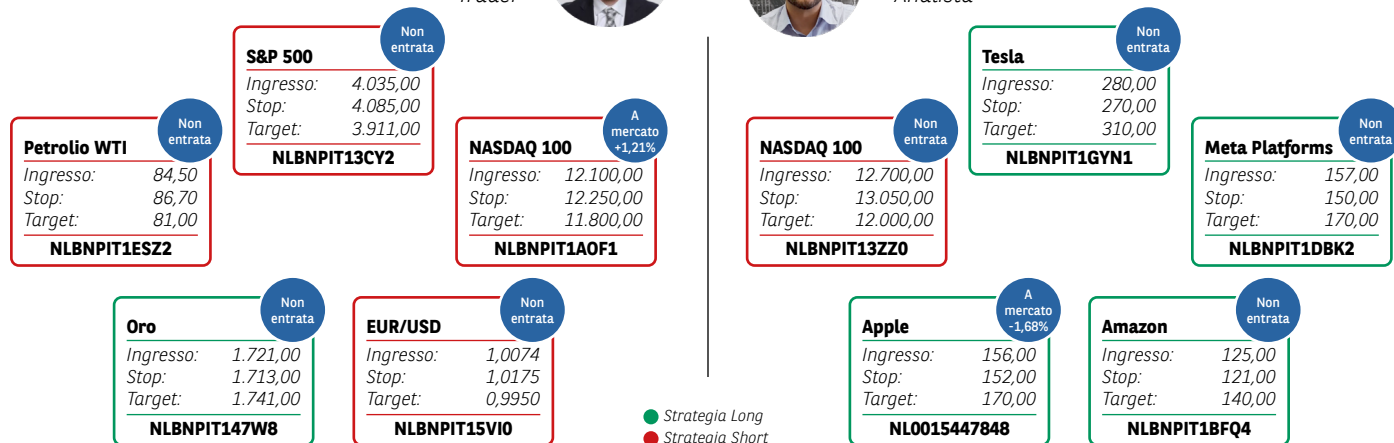 Trader
Analista
Non
entrata
S&P 500
Ingresso: 4.035,00
Stop: 4.085,00
Target: 3.911,00
NLBNPIT13CY2
Non
entrata
Petrolio WTI
Ingresso: 84,50
Stop: 86,70
Target: 81,00
NLBNPIT1ESZ2
A
mercato
+1,21%
NASDAQ 100
Ingresso: 12.100,00
Stop: 12.250,00
Target: 11.800,00
NLBNPIT1AOF1
Non
entrata
Oro
Ingresso: 1.721,00
Stop: 1.713,00
Target: 1.741,00
NLBNPIT147W8
Non
entrata
EUR/USD
Ingresso: 1,0074
Stop: 1,0175
Target: 0,9950
NLBNPIT15VI0
Non
entrata
Tesla
Ingresso: 280,00
Stop: 270,00
Target: 310,00
NLBNPIT1GYN1
Non
entrata
NASDAQ 100
Ingresso: 12.700,00
Stop: 13.050,00
Target: 12.000,00
NLBNPIT13ZZ0
Non
entrata
Meta Platforms
Ingresso: 157,00
Stop: 150,00
Target: 170,00
NLBNPIT1DBK2
A
mercato
-1,68%
Apple
Ingresso: 156,00
Stop: 152,00
Target: 170,00
NL0015447848
Non
entrata
Amazon
Ingresso: 125,00
Stop: 121,00
Target: 140,00
NLBNPIT1BFQ4
Strategia Long
Strategia Short